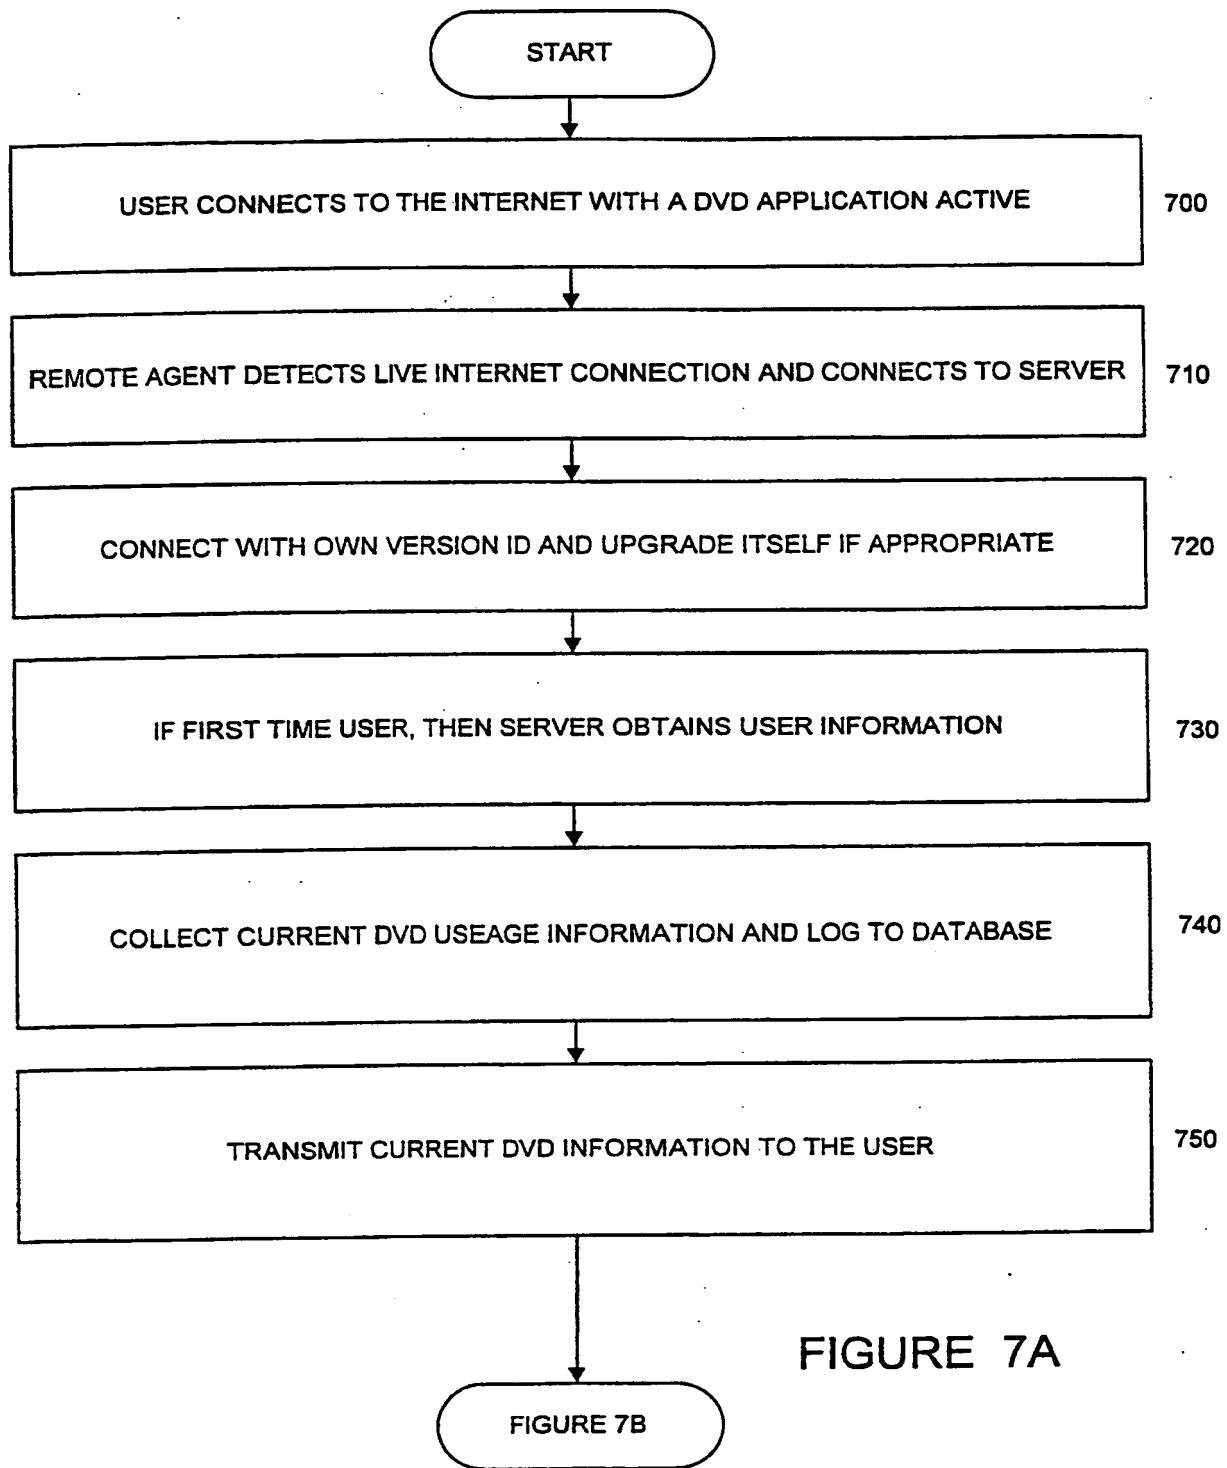 START
USER CONNECTS TO THE INTERNET WITH A DVD APPLICATION ACTIVE
700
REMOTE AGENT DETECTS LIVE INTERNET CONNECTION AND CONNECTS TO SERVER
710
CONNECT WITH OWN VERSION ID AND UPGRADE ITSELF IF APPROPRIATE
720
IF FIRST TIME USER, THEN SERVER OBTAINS USER INFORMATION
730
COLLECT CURRENT DVD USEAGE INFORMATION AND LOG TO DATABASE
740
TRANSMIT CURRENT DVD INFORMATION TO THE USER
750
FIGURE 7A
FIGURE 7B